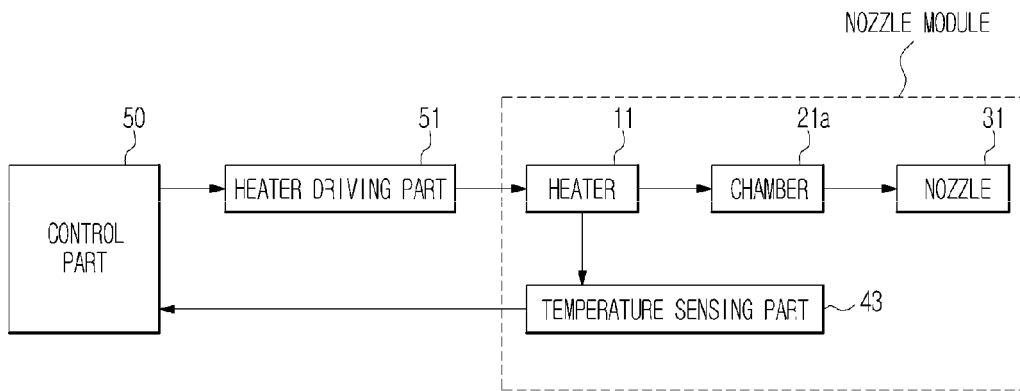 NOZZLE MODULE
50
51
11
21a
31
CONTROL
PART
HEATER DRIVING PART
HEATER
CHAMBER
NOZZLE
TEMPERATURE SENSING PART
43